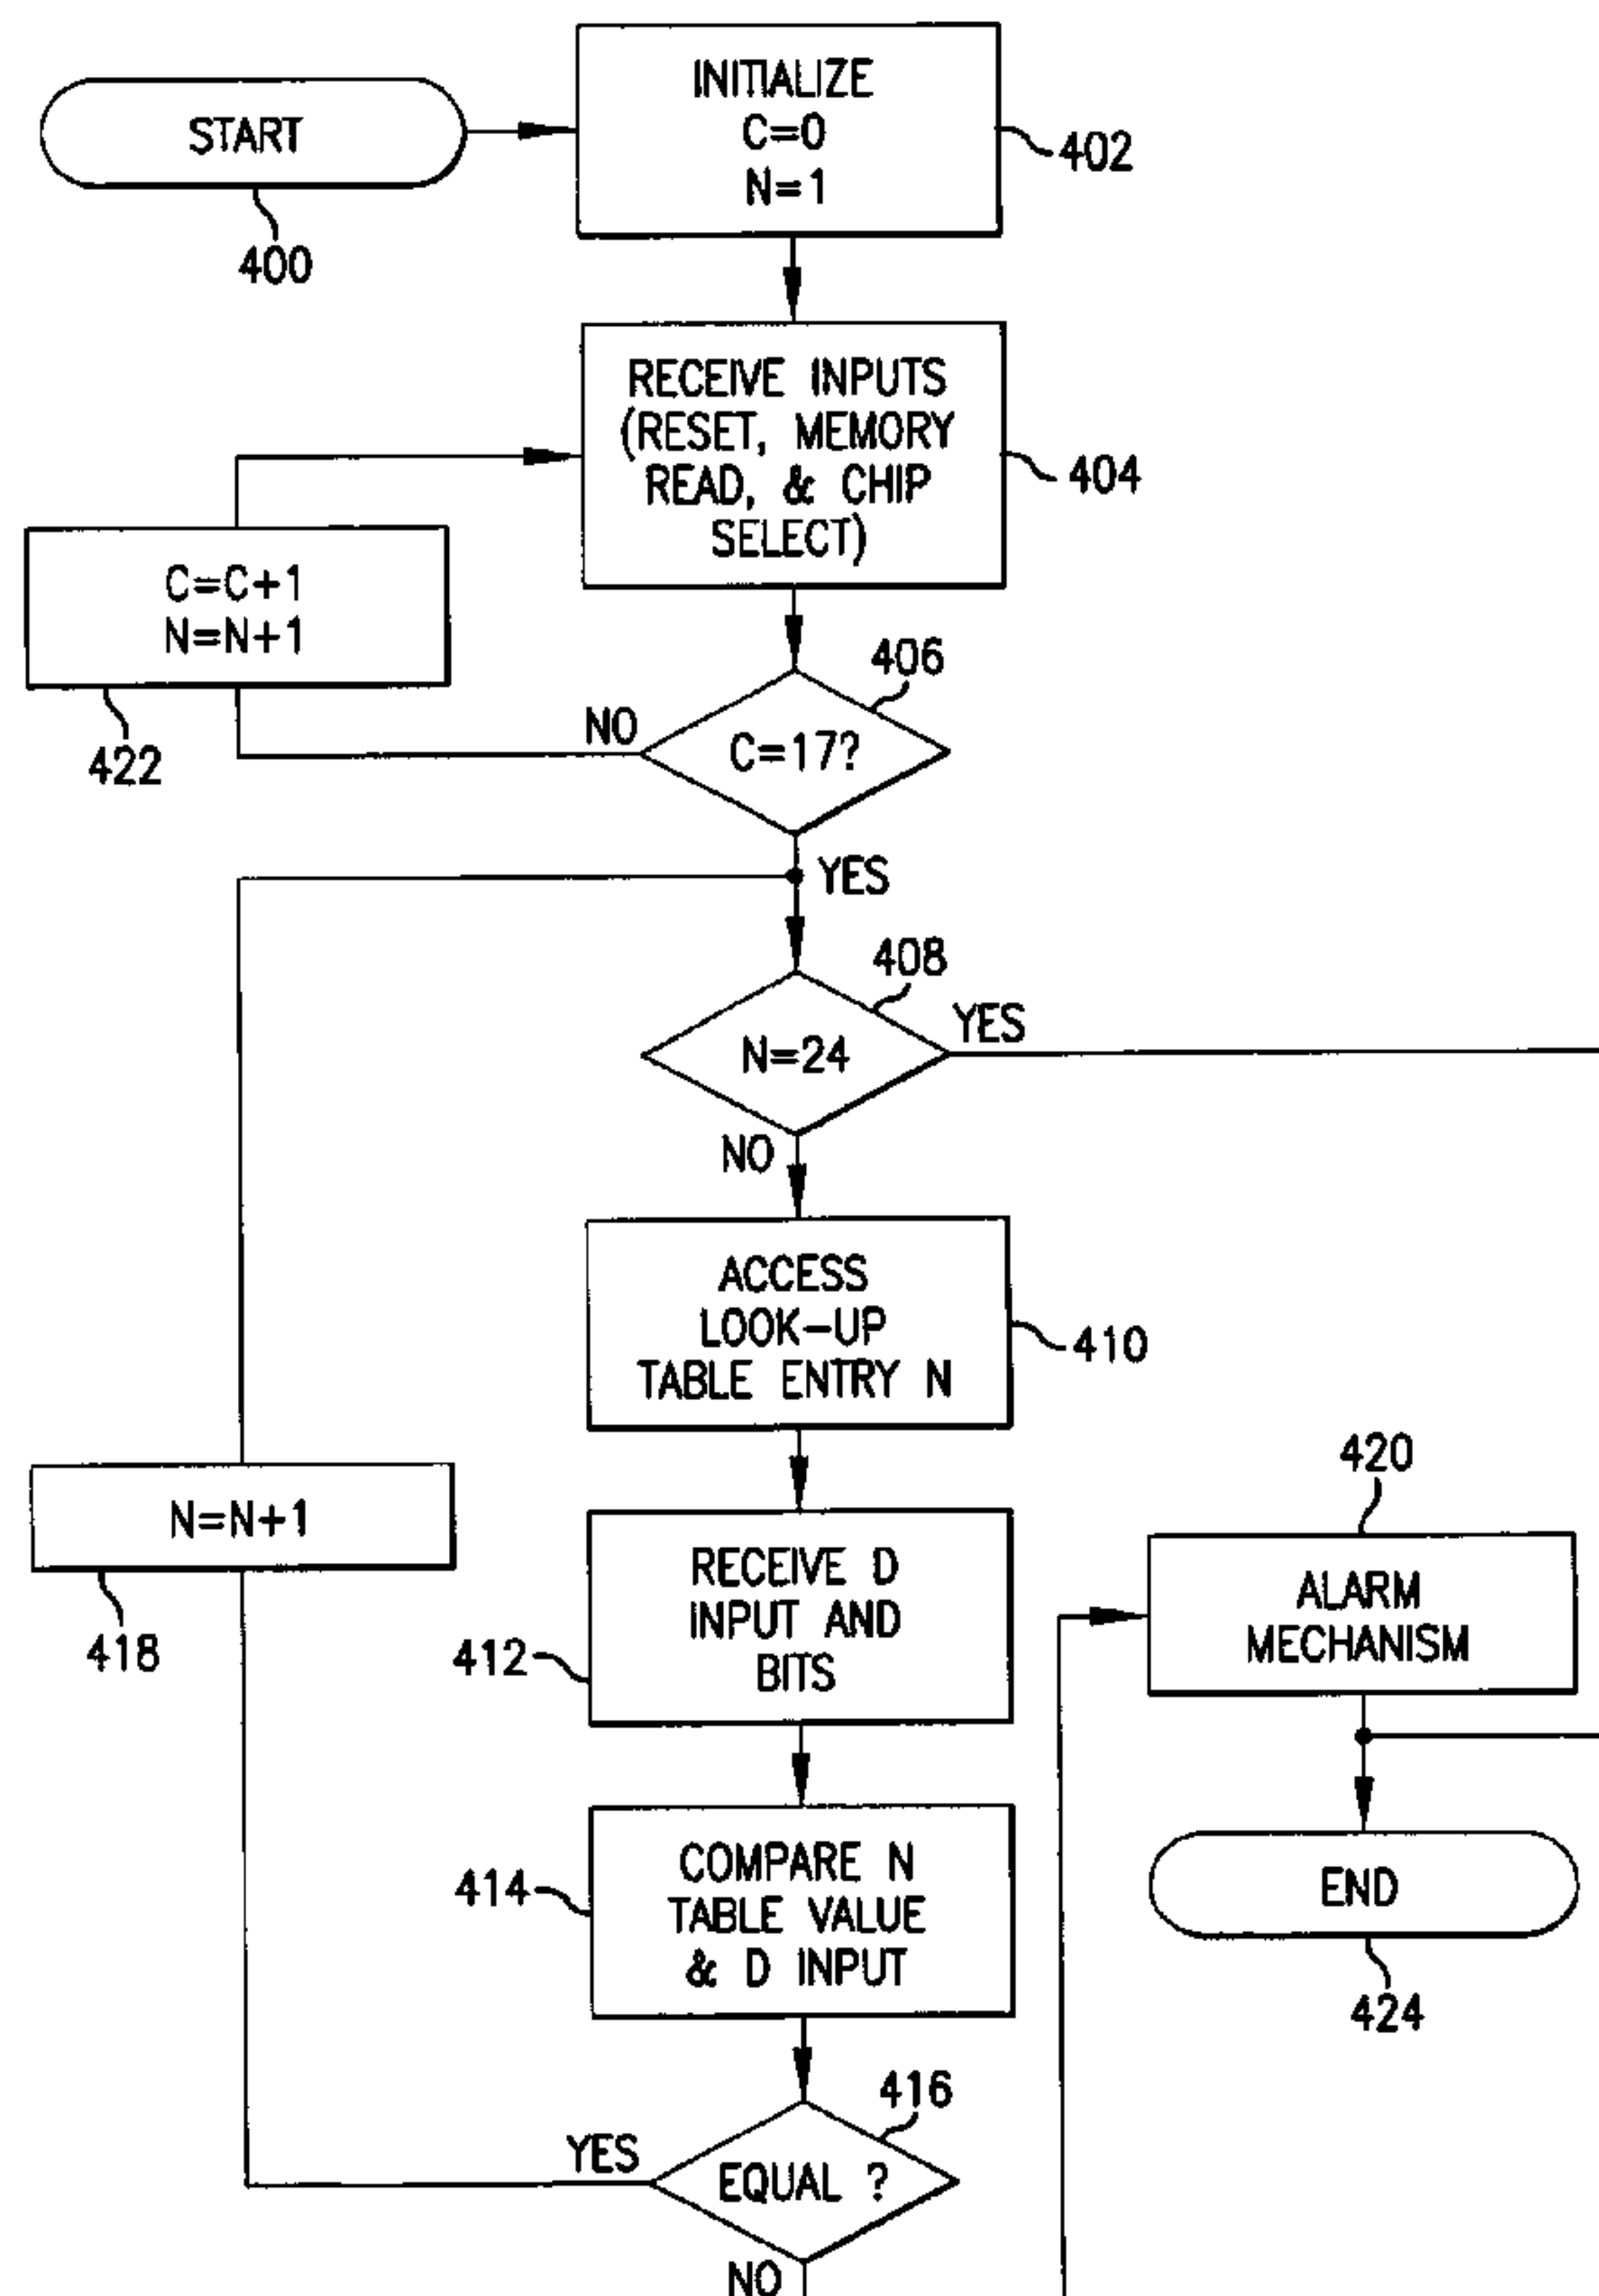 START
400
INITIALIZE
C=0
N=1
402
RECEIVE INPUTS
(RESET, MEMORY
READ, & CHIP
SELECT)
404
C=C+1
N=N+1
422
406
NO
C=17?
YES
408
N=24
YES
NO
ACCESS
LOOK-UP
TABLE ENTRY N
410
N=N+1
418
RECEIVE D
INPUT AND
BITS
412
420
ALARM
MECHANISM
COMPARE N
TABLE VALUE
& D INPUT
414
END
424
416
YES
EQUAL ?
NO